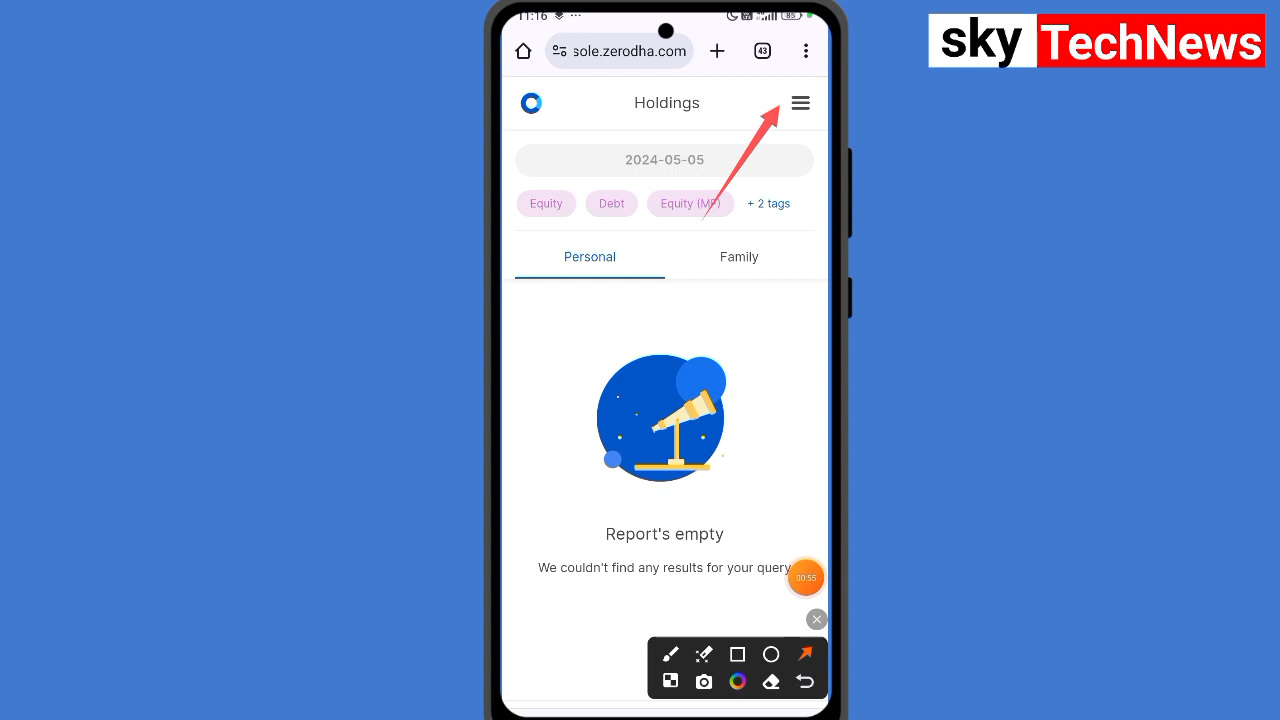 11:16
85
sky TechNews
sole.zerodha.com
43
Holdings
2024-05-05
Equity
Debt
Equity (MF)
+ 2 tags
Personal
Family
Report's empty
We couldn't find any results for your query
00:55